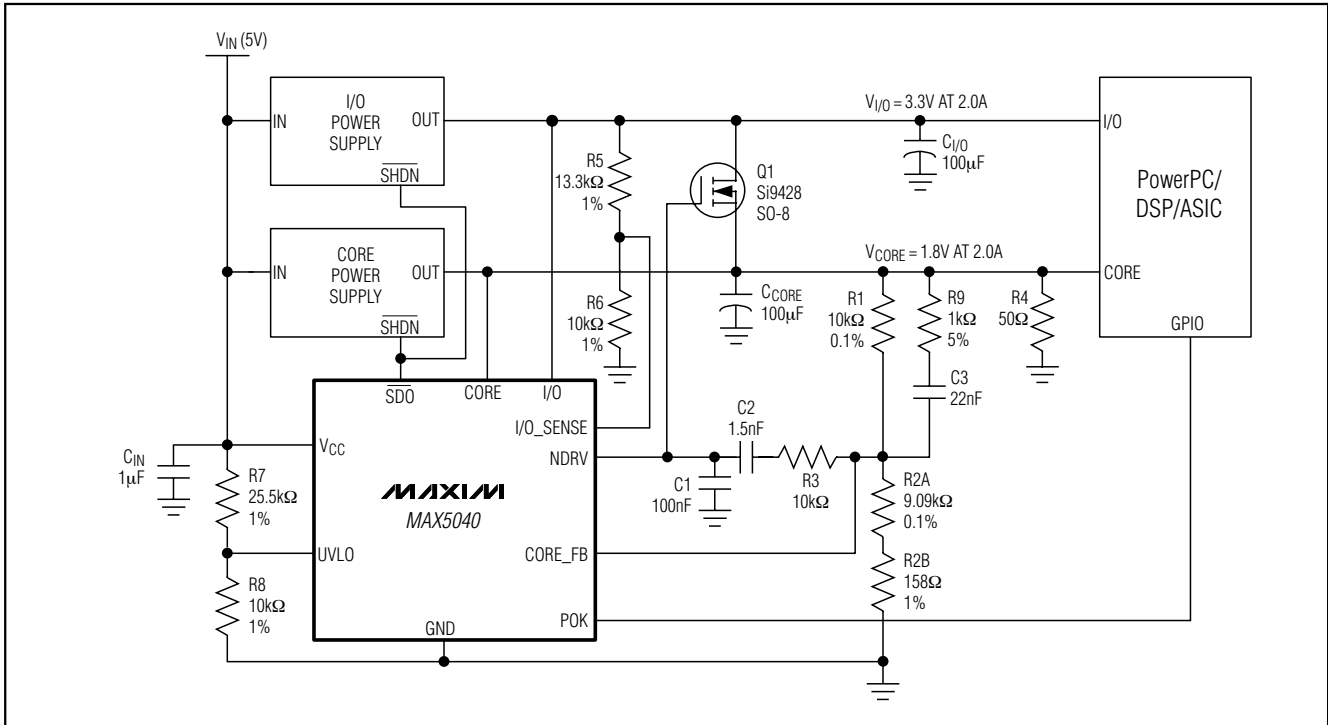 V_IN (5V)
I/O
POWER
SUPPLY
IN
OUT
SHDN
V_I/O = 3.3V AT 2.0A
I/O
C_I/O
100µF
PowerPC/
DSP/ASIC
R5
13.3kΩ
1%
Q1
Si9428
SO-8
CORE
POWER
SUPPLY
IN
OUT
SHDN
V_CORE = 1.8V AT 2.0A
CORE
C_CORE
100µF
R6
10kΩ
1%
R1
10kΩ
0.1%
R9
1kΩ
5%
R4
50Ω
GPIO
SDO
CORE
I/O
I/O_SENSE
C3
22nF
C2
1.5nF
V_CC
NDRV
C_IN
1µF
R7
25.5kΩ
1%
MAXIM
MAX5040
C1
100nF
R3
10kΩ
R2A
9.09kΩ
0.1%
UVLO
CORE_FB
R8
10kΩ
1%
R2B
158Ω
1%
GND
POK